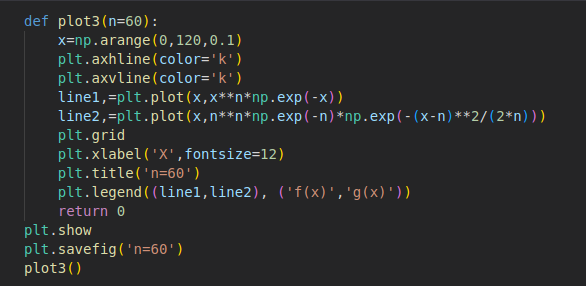 def plot3(n=60):
    x=np.arange(0,120,0.1)
    plt.axhline(color='k')
    plt.axvline(color='k')
    line1,=plt.plot(x,x**n*np.exp(-x))
    line2,=plt.plot(x,n**n*np.exp(-n)*np.exp(-(x-n)**2/(2*n)))
    plt.grid
    plt.xlabel('X',fontsize=12)
    plt.title('n=60')
    plt.legend((line1,line2), ('f(x)','g(x)'))
    return 0
plt.show
plt.savefig('n=60')
plot3()